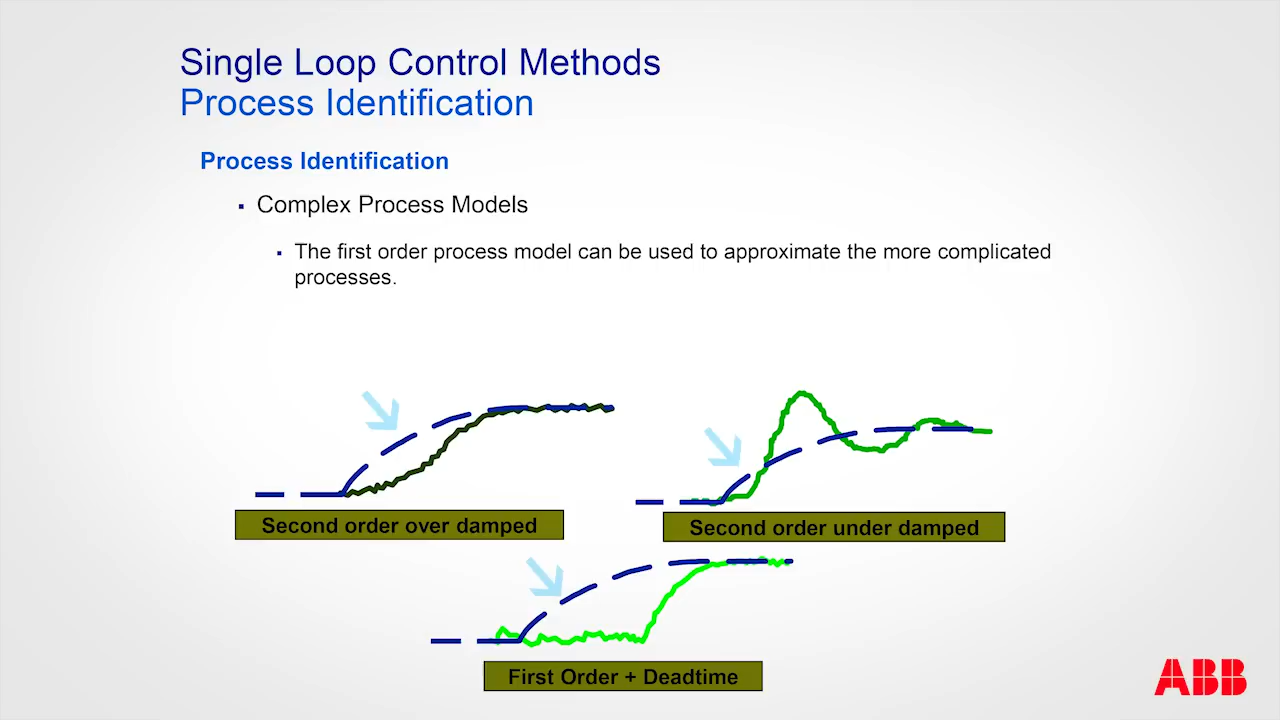 Single Loop Control Methods
Process Identification
Process Identification
▪ Complex Process Models
▪ The first order process model can be used to approximate the more complicated
processes.
Second order over damped
Second order under damped
First Order + Deadtime
ABB